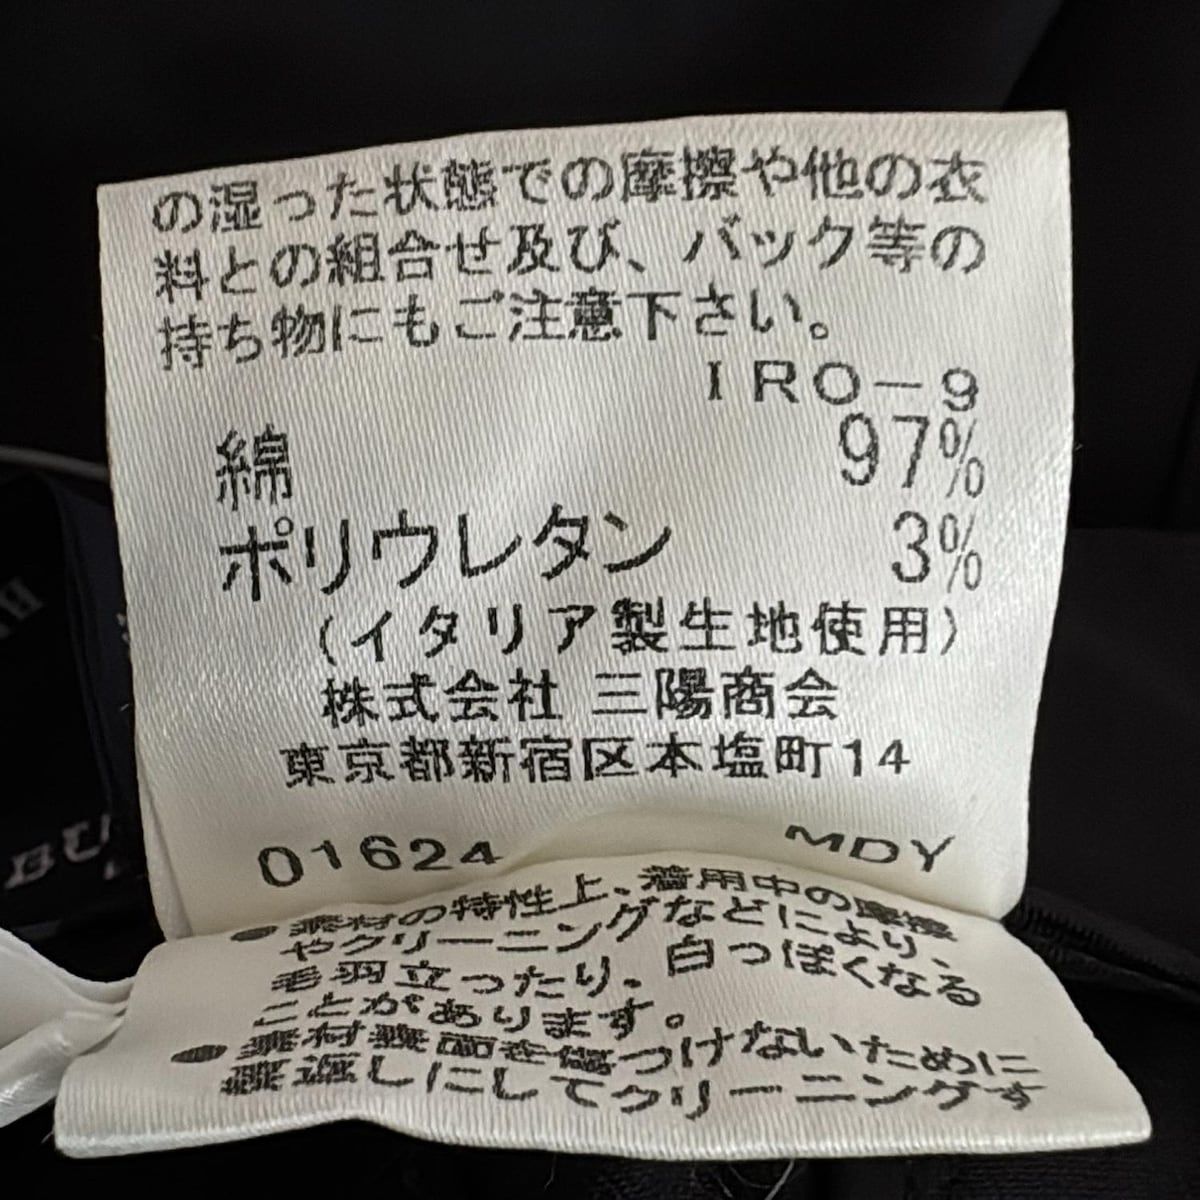 の湿った状態での摩擦や他の衣
料との組合せ及び、バック等の
持ち物にもご注意下さい。
IRO-9
綿 97%
ポリウレタン 3%
(イタリア製生地使用)
株式会社 三陽商会
東京都新宿区本塩町14
01624 MDY
●素材の特性上、着用中の摩擦
やクリーニングなどにより、
毛羽立ったり、白っぽくなる
ことがあります。
●素材表面を傷つけないために
裏返しにしてクリーニングす
BU